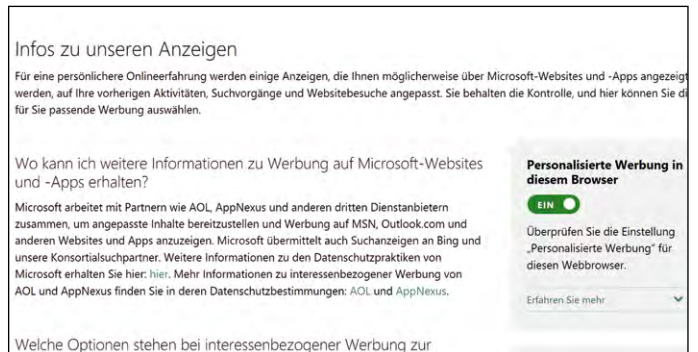 Infos zu unseren Anzeigen
Für eine persönlichere Onlineerfahrung werden einige Anzeigen, die Ihnen möglicherweise über Microsoft-Websites und -Apps angezeigt
werden, auf Ihre vorherigen Aktivitäten, Suchvorgänge und Websitebesuche angepasst. Sie behalten die Kontrolle, und hier können Sie di
für Sie passende Werbung auswählen.
Wo kann ich weitere Informationen zu Werbung auf Microsoft-Websites
und -Apps erhalten?
Microsoft arbeitet mit Partnern wie AOL, AppNexus und anderen dritten Dienstanbietern
zusammen, um angepasste Inhalte bereitzustellen und Werbung auf MSN, Outlook.com und
anderen Websites und Apps anzuzeigen. Microsoft übermittelt auch Suchanzeigen an Bing und
unsere Konsortialsuchpartner. Weitere Informationen zu den Datenschutzpraktiken von
Microsoft erhalten Sie hier: hier. Mehr Informationen zu interessenbezogener Werbung von
AOL und AppNexus finden Sie in deren Datenschutzbestimmungen: AOL und AppNexus.
Welche Optionen stehen bei interessenbezogener Werbung zur
Personalisierte Werbung in
diesem Browser
EIN
Überprüfen Sie die Einstellung
„Personalisierte Werbung" für
diesen Webbrowser.
Erfahren Sie mehr